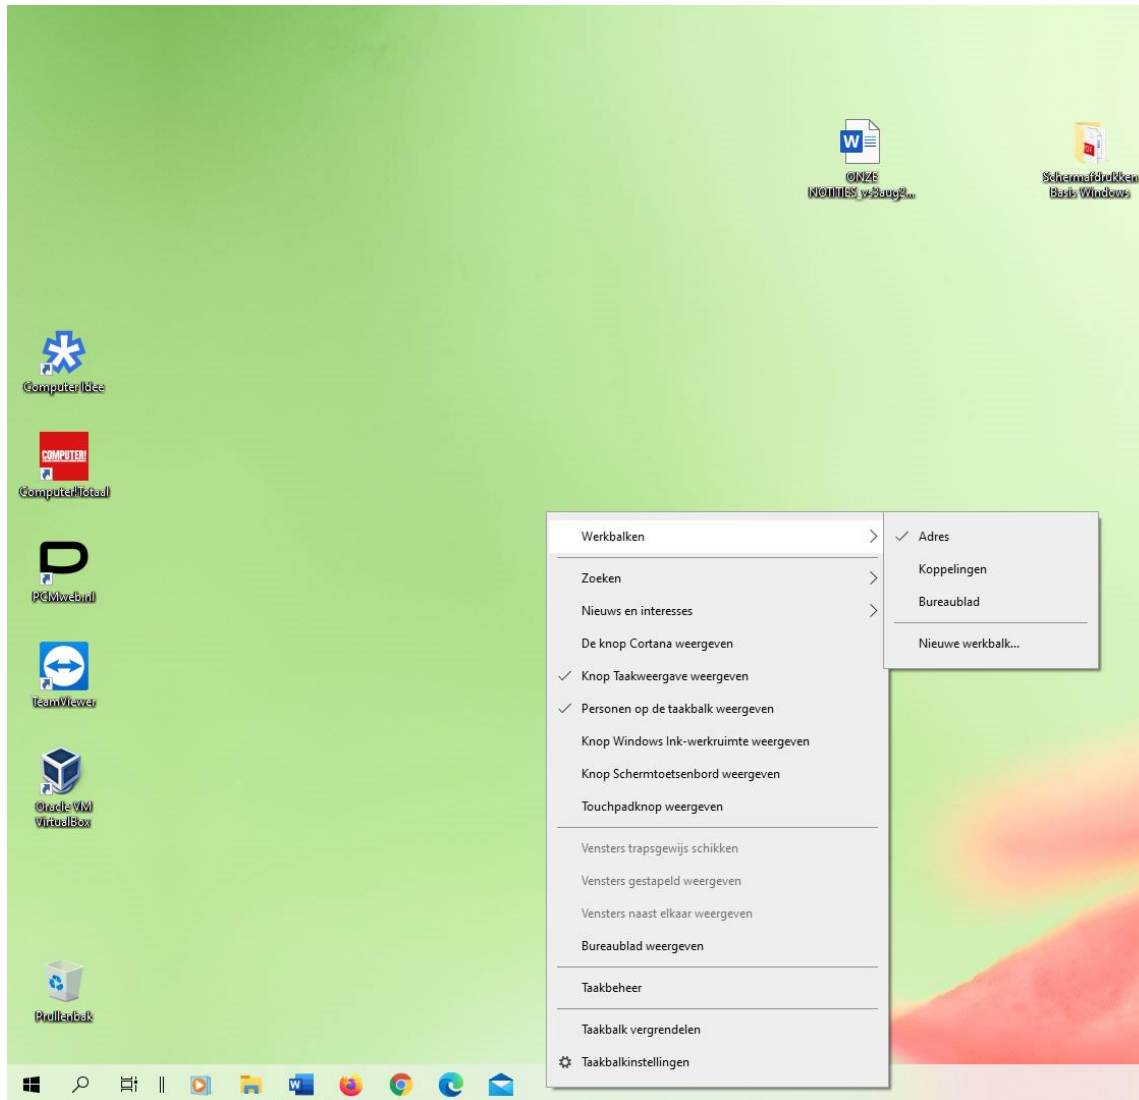 ONZE
NOTITIES_v-3aug2...
Schermafdrukken
Basis Windows
Computer Idee
COMPUTER!
Computer!Totaal
PCMweb.nl
TeamViewer
Oracle VM
VirtualBox
Prullenbak
Werkbalken
Zoeken
Nieuws en interesses
De knop Cortana weergeven
Knop Taakweergave weergeven
Personen op de taakbalk weergeven
Knop Windows Ink-werkruimte weergeven
Knop Schermtoetsenbord weergeven
Touchpadknop weergeven
Vensters trapsgewijs schikken
Vensters gestapeld weergeven
Vensters naast elkaar weergeven
Bureaublad weergeven
Taakbeheer
Taakbalk vergrendelen
Taakbalkinstellingen
Adres
Koppelingen
Bureaublad
Nieuwe werkbalk...